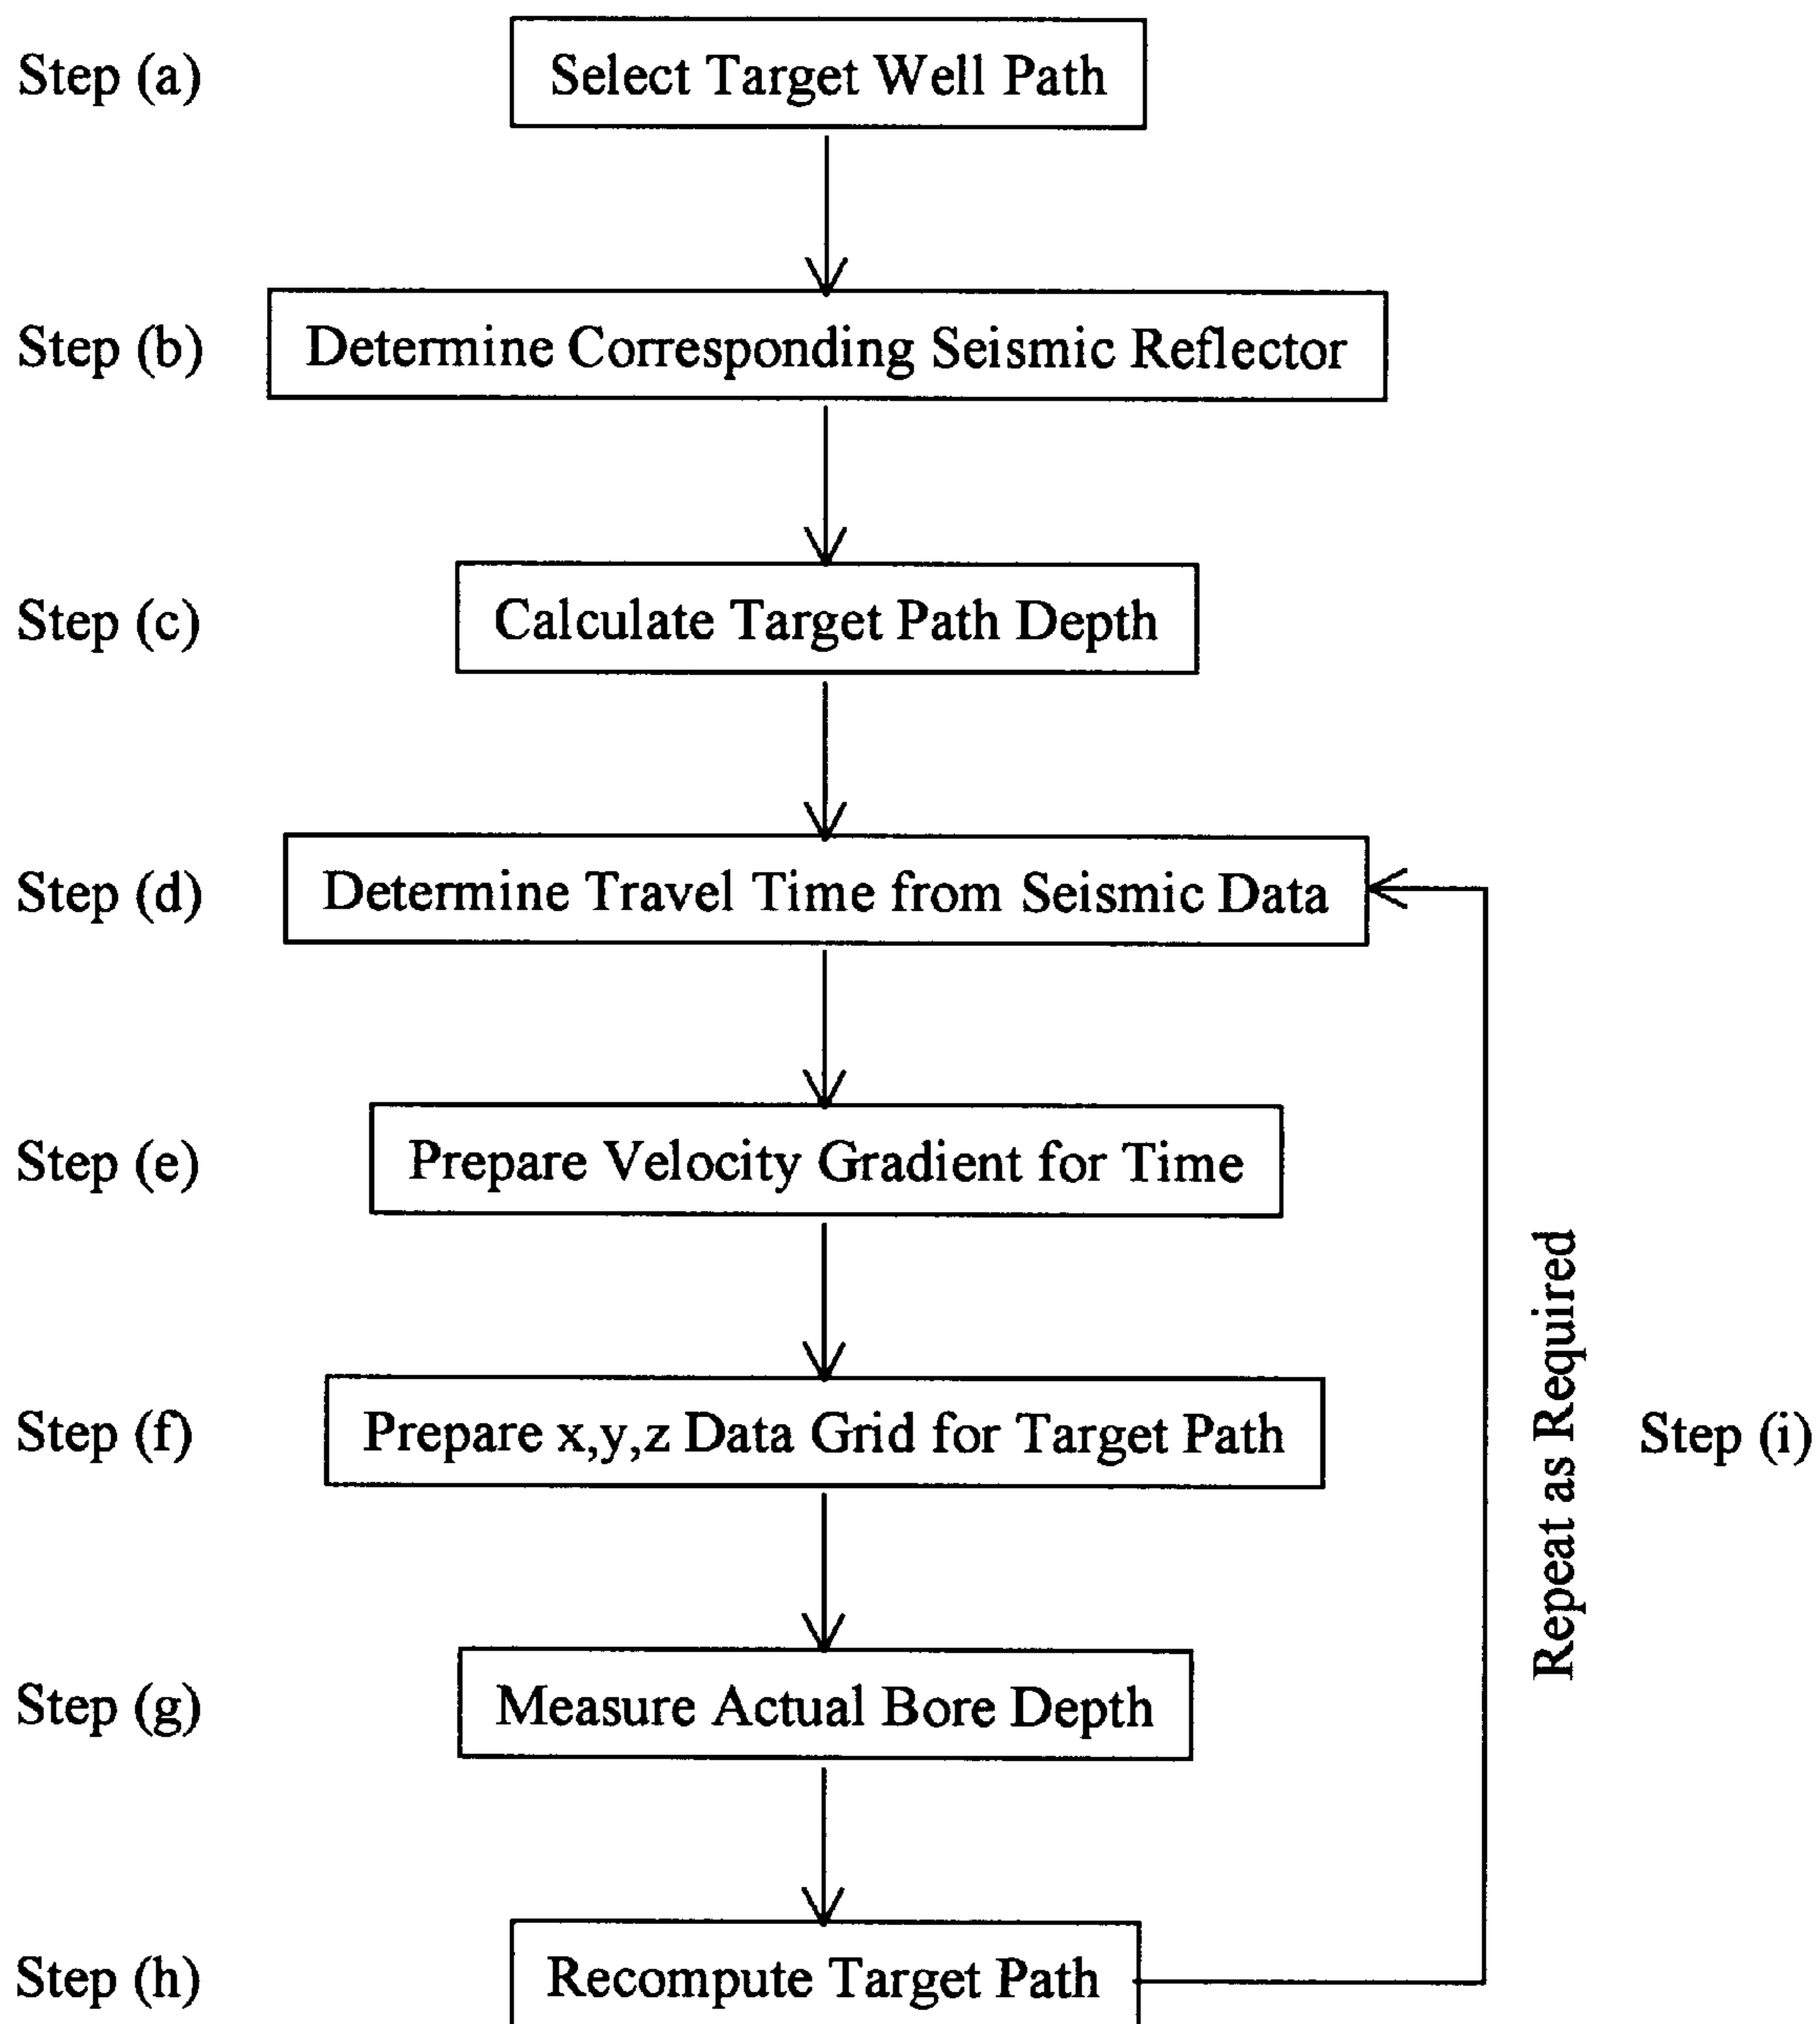 Step (a)
Select Target Well Path
Step (b)
Determine Corresponding Seismic Reflector
Step (c)
Calculate Target Path Depth
Step (d)
Determine Travel Time from Seismic Data
Step (e)
Prepare Velocity Gradient for Time
Step (f)
Prepare x,y,z Data Grid for Target Path
Repeat as Required
Step (i)
Step (g)
Measure Actual Bore Depth
Step (h)
Recompute Target Path